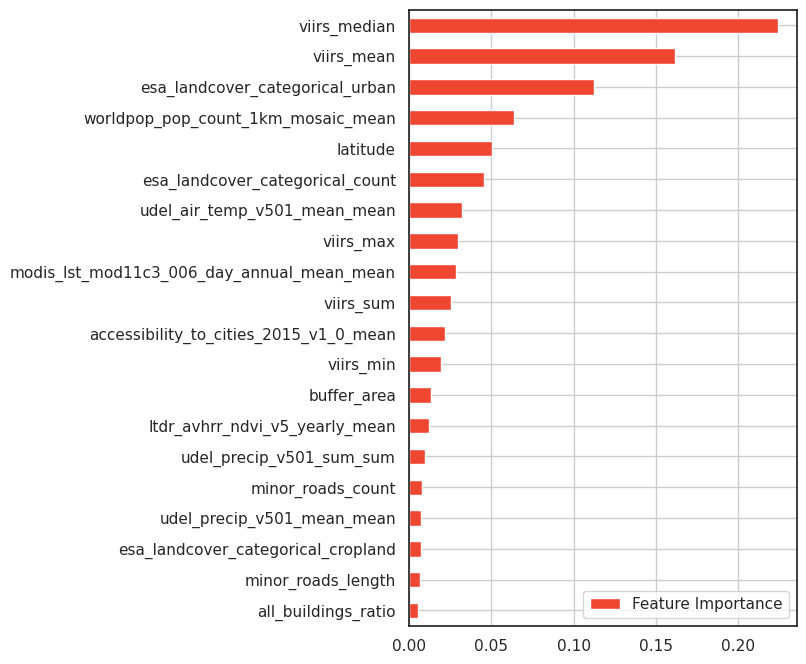 viirs_median
viirs_mean
esa_landcover_categorical_urban
worldpop_pop_count_1km_mosaic_mean
latitude
esa_landcover_categorical_count
udel_air_temp_v501_mean_mean
viirs_max
modis_lst_mod11c3_006_day_annual_mean_mean
viirs_sum
accessibility_to_cities_2015_v1_0_mean
viirs_min
buffer_area
ltdr_avhrr_ndvi_v5_yearly_mean
udel_precip_v501_sum_sum
minor_roads_count
udel_precip_v501_mean_mean
esa_landcover_categorical_cropland
minor_roads_length
all_buildings_ratio
Feature Importance
0.00 0.05 0.10 0.15 0.20